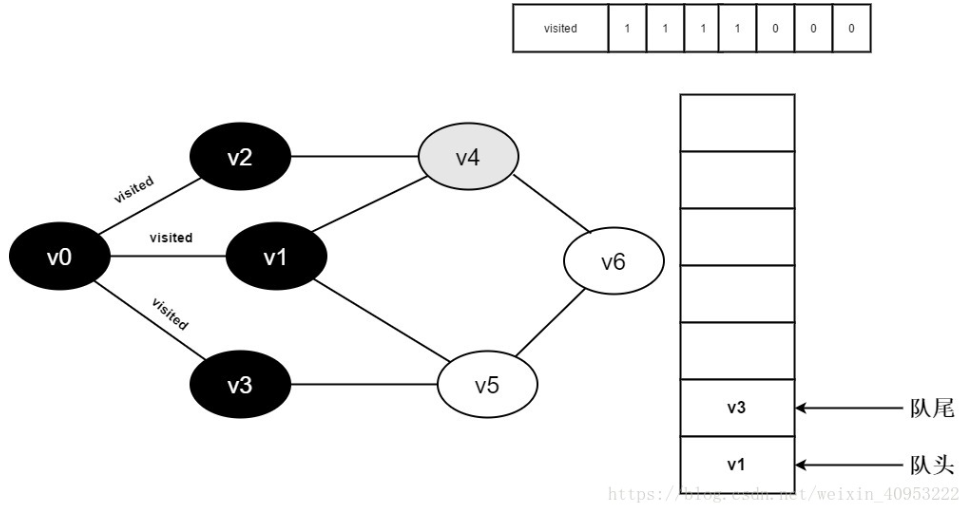 visited 1 1 1 1 0 0 0
v2
v4
visited
v0
visited
v1
v6
visited
v3
v5
v3
队尾
v1
队头
https://blog.csdn.net/weixin_40953222